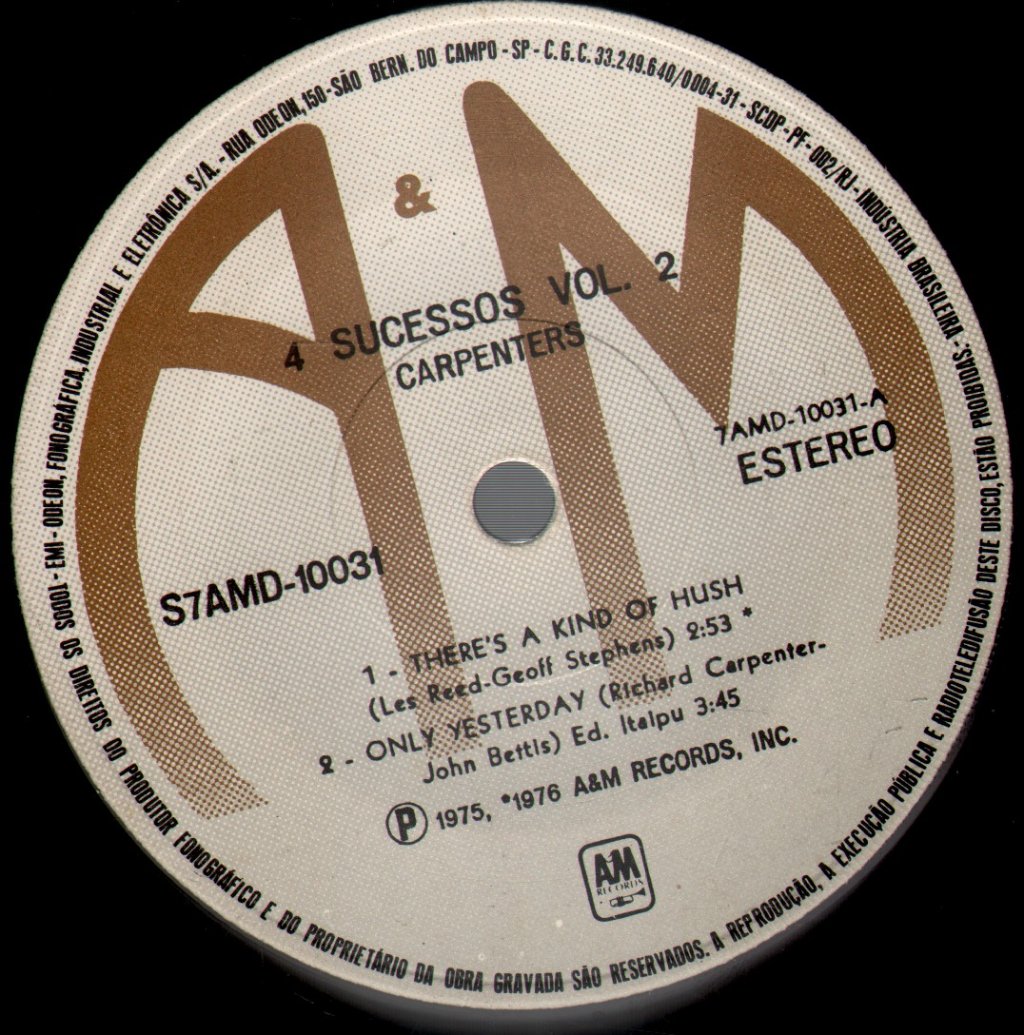 TODOS OS DIREITOS DO PRODUTOR FONOGRÁFICO E DO PROPRIETÁRIO DA OBRA GRAVADA SÃO RESERVADOS. A REPRODUÇÃO, A EXECUÇÃO PÚBLICA E RADIOTELEDIFUSÃO DESTE DISCO, ESTÃO PROIBIDAS. - INDÚSTRIA BRASILEIRA - SCDP - PF - 002/RJ - C.G.C. 33.249.640/0004-31 - SP - SÃO BERN. DO CAMPO - RUA ODEON, 150 - EMI - ODEON, FONOGRÁFICA, INDUSTRIAL E ELETRÔNICA S/A.
A & M
4 SUCESSOS VOL. 2
CARPENTERS
7AMD-10031-A
ESTEREO
S7AMD-10031
1 - THERE'S A KIND OF HUSH
(Les Reed-Geoff Stephens) 2:53 *
2 - ONLY YESTERDAY (Richard Carpenter-
John Bettis) Ed. Itaipu 3:45
Ⓟ 1975, *1976 A&M RECORDS, INC.
A&M
RECORDS